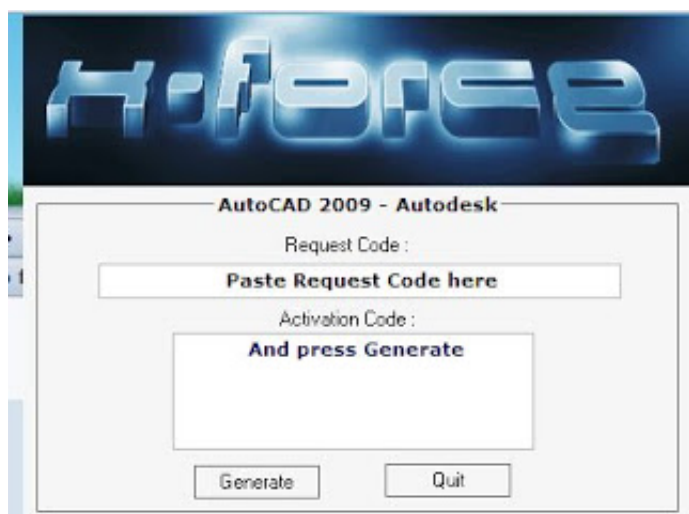 x-force
AutoCAD 2009 - Autodesk
Request Code :
Paste Request Code here
Activation Code :
And press Generate
Generate Quit